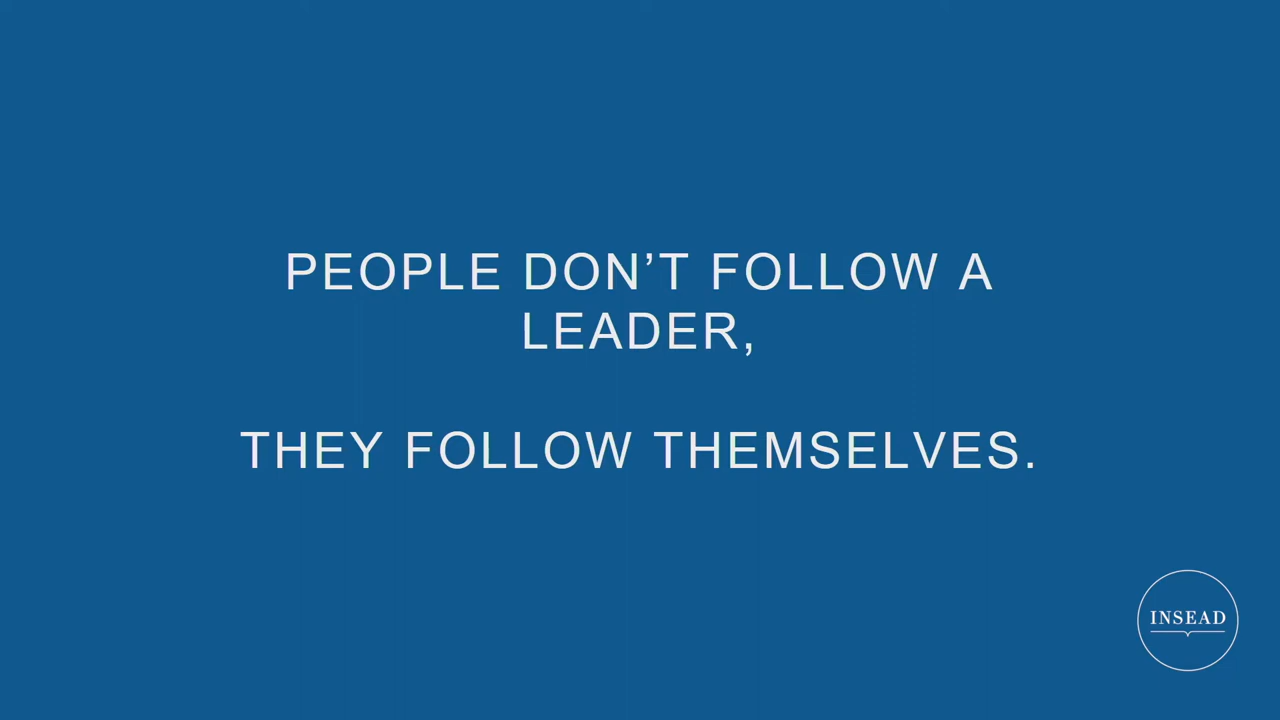 PEOPLE DON’T FOLLOW A
LEADER,
THEY FOLLOW THEMSELVES.
INSEAD